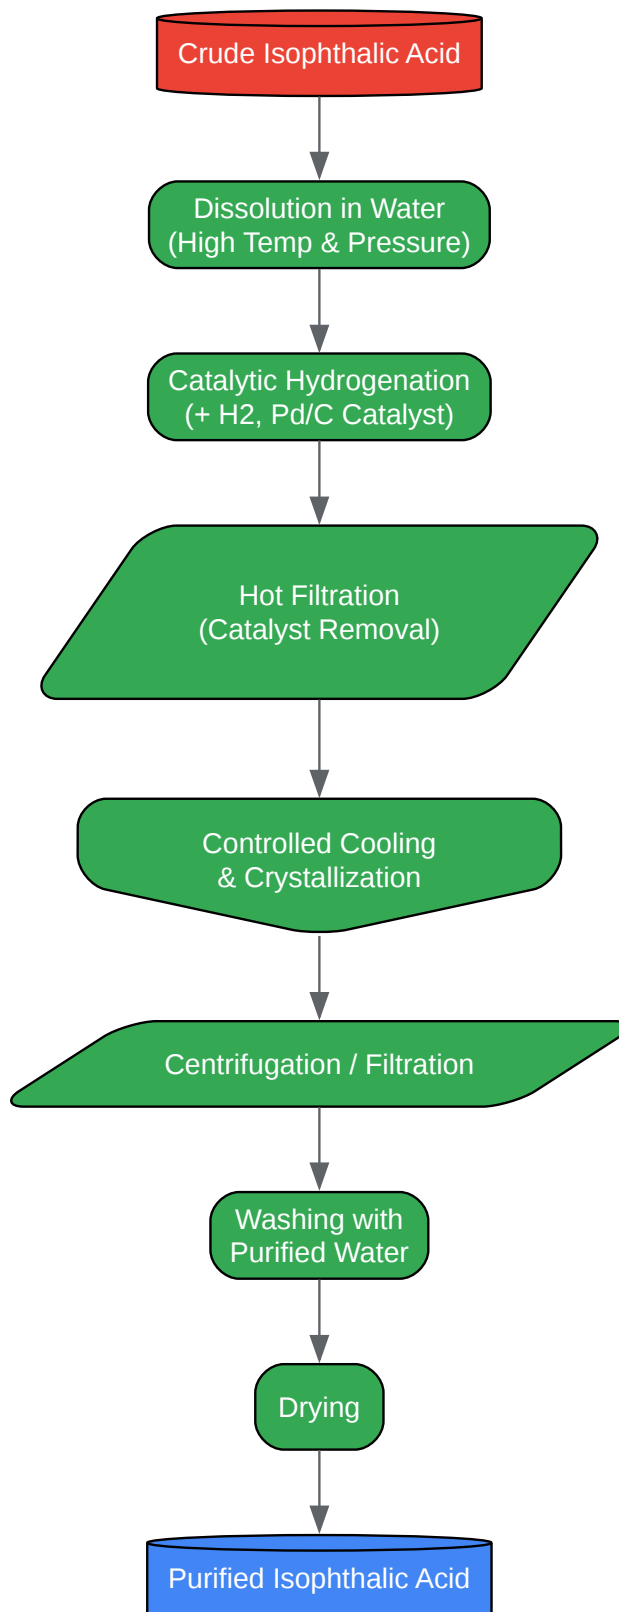 Crude Isophthalic Acid
Dissolution in Water
(High Temp & Pressure)
Catalytic Hydrogenation
(+ H2, Pd/C Catalyst)
Hot Filtration
(Catalyst Removal)
Controlled Cooling
& Crystallization
Centrifugation / Filtration
Washing with
Purified Water
Drying
Purified Isophthalic Acid